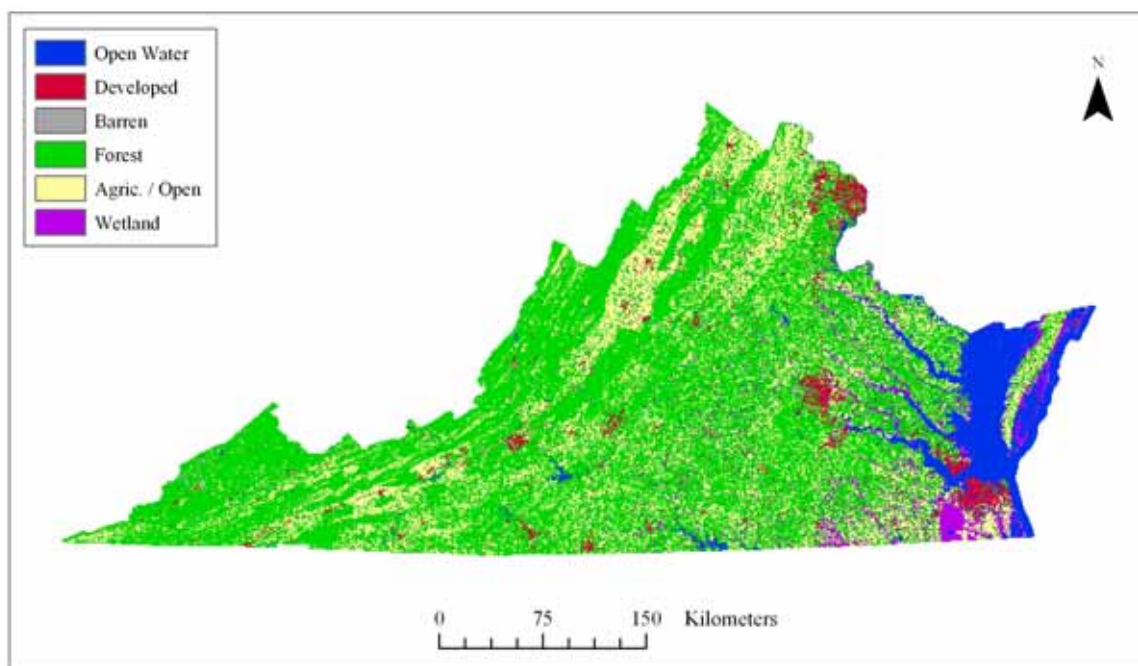 Open Water
Developed
Barren
Forest
Agric. / Open
Wetland
N
0 75 150 Kilometers